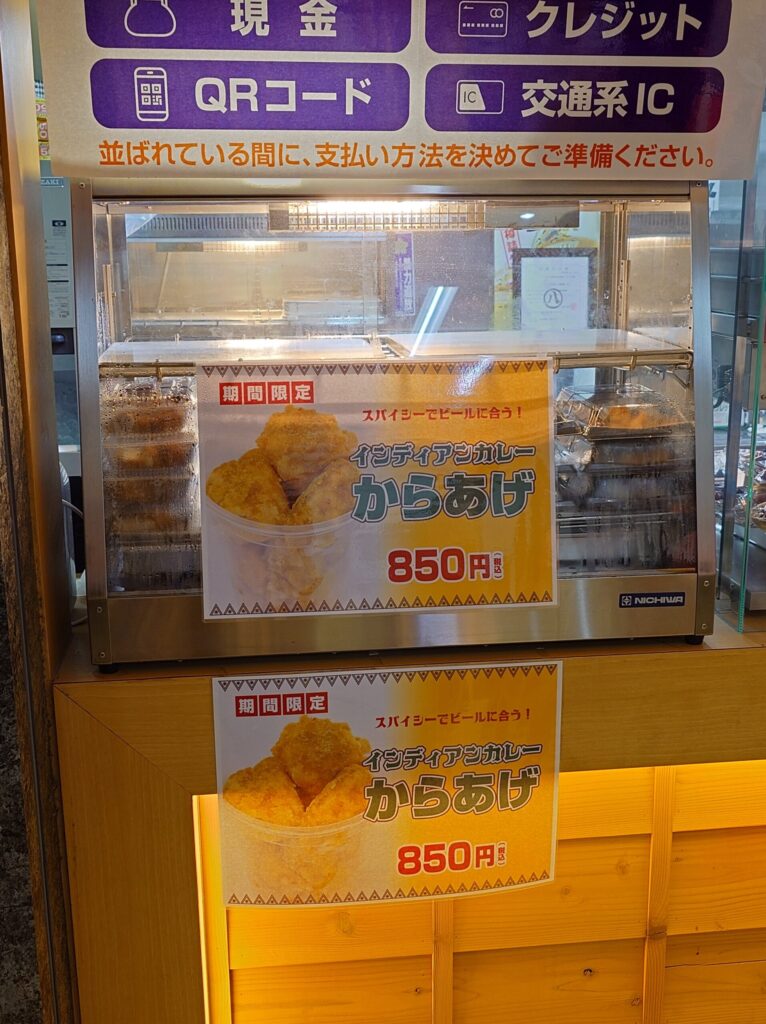 現金
クレジット
QRコード
IC
交通系IC
並ばれている間に、支払い方法を決めてご準備ください。
八
期間限定
スパイシーでビールに合う!
インディアンカレー
からあげ
850円(税込)
NICHIWA
期間限定
スパイシーでビールに合う!
インディアンカレー
からあげ
850円(税込)